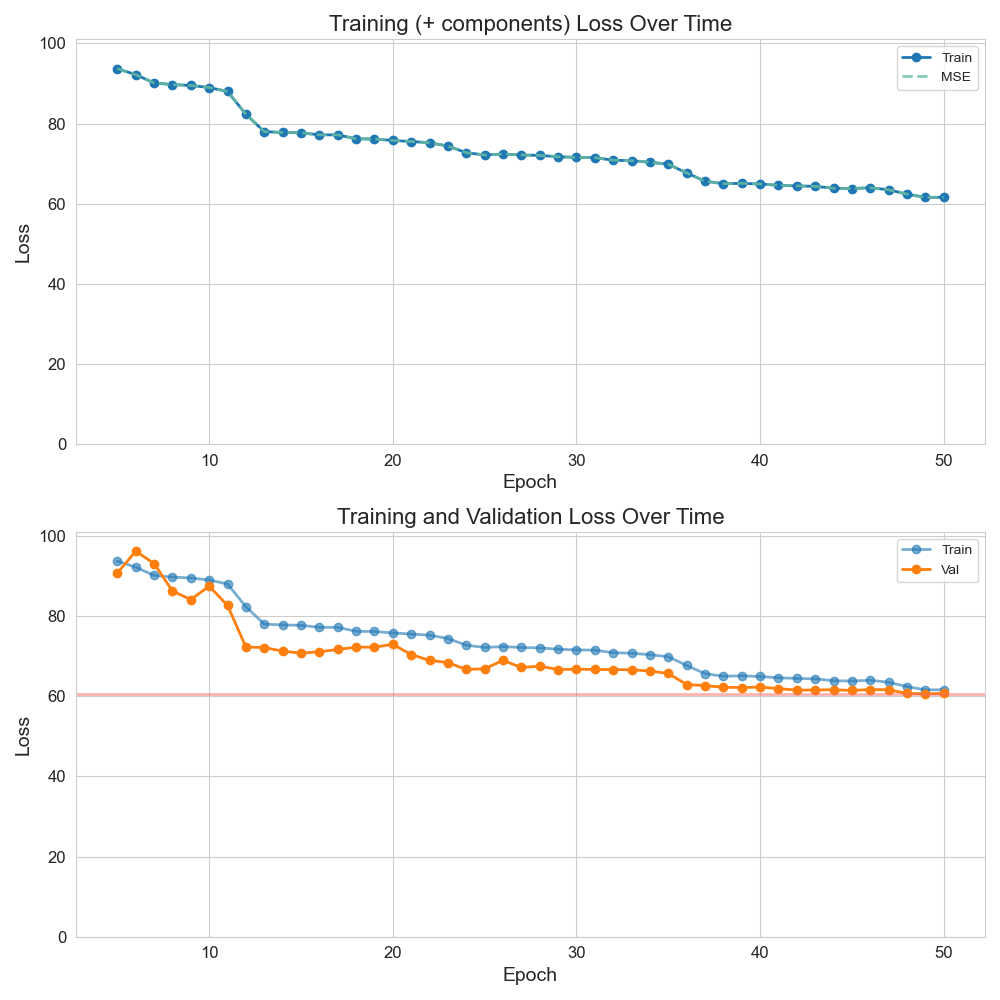 Training (+ components) Loss Over Time
100
80
60
40
20
0
Loss
Train
MSE
10 20 30 40 50
Epoch
Training and Validation Loss Over Time
100
80
60
40
20
0
Loss
Train
Val
10 20 30 40 50
Epoch